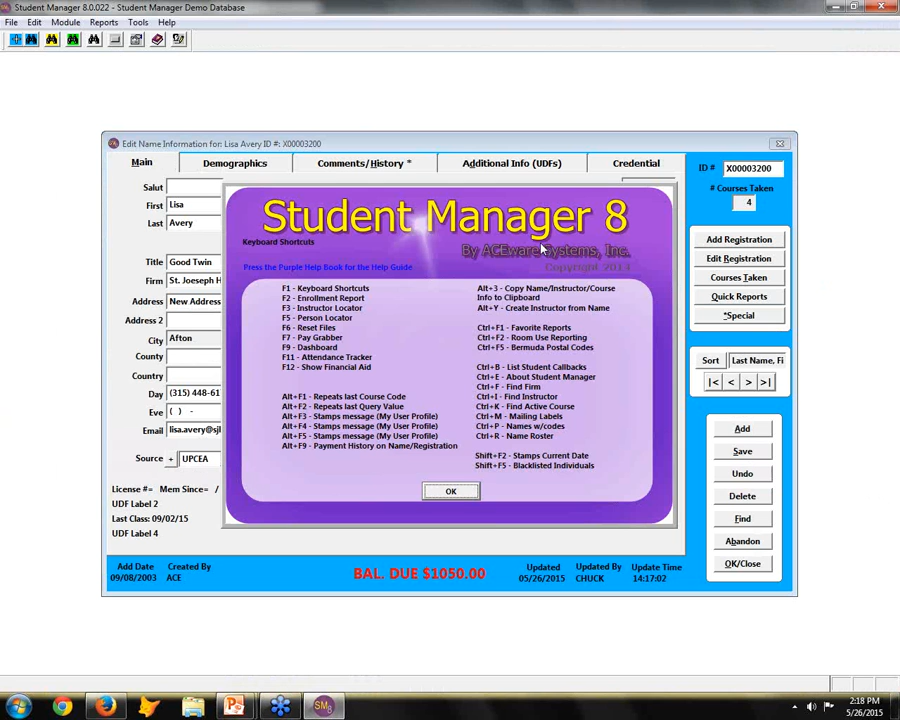 Student Manager 8.0.022 - Student Manager Demo Database
File Edit Module Reports Tools Help
Edit Name Information for: Lisa Avery ID #: X00003200
Main Demographics Comments/History * Additional Info (UDFs) Credential
ID # X00003200
# Courses Taken
4
Salut
First Lisa
Last Avery
Title Good Twin
Firm St. Joeseph H
Address New Address
Address 2
City Afton
County
Country
Day (315) 448-61
Eve ( ) -
Email lisa.avery@sjl
Source + UPCEA
License #= Mem Since= /
UDF Label 2
Last Class: 09/02/15
UDF Label 4
Student Manager 8
By ACEware Systems, Inc.
Copyright 2014
Keyboard Shortcuts
Press the Purple Help Book for the Help Guide
F1 - Keyboard Shortcuts
F2 - Enrollment Report
F3 - Instructor Locator
F5 - Person Locator
F6 - Reset Files
F7 - Pay Grabber
F9 - Dashboard
F11 - Attendance Tracker
F12 - Show Financial Aid
Alt+F1 - Repeats last Course Code
Alt+F2 - Repeats last Query Value
Alt+F3 - Stamps message (My User Profile)
Alt+F4 - Stamps message (My User Profile)
Alt+F5 - Stamps message (My User Profile)
Alt+F9 - Payment History on Name/Registration
Alt+3 - Copy Name/Instructor/Course
Info to Clipboard
Alt+Y - Create Instructor from Name
Ctrl+F1 - Favorite Reports
Ctrl+F2 - Room Use Reporting
Ctrl+F5 - Bermuda Postal Codes
Ctrl+B - List Student Callbacks
Ctrl+E - About Student Manager
Ctrl+F - Find Firm
Ctrl+I - Find Instructor
Ctrl+K - Find Active Course
Ctrl+M - Mailing Labels
Ctrl+P - Names w/codes
Ctrl+R - Name Roster
Shift+F2 - Stamps Current Date
Shift+F5 - Blacklisted Individuals
OK
Add Registration
Edit Registration
Courses Taken
Quick Reports
*Special
Sort Last Name, Fi
|< < > >|
Add
Save
Undo
Delete
Find
Abandon
OK/Close
Add Date Created By
09/08/2003 ACE
BAL. DUE $1050.00
Updated Updated By Update Time
05/26/2015 CHUCK 14:17:02
SM8
2:18 PM
5/26/2015